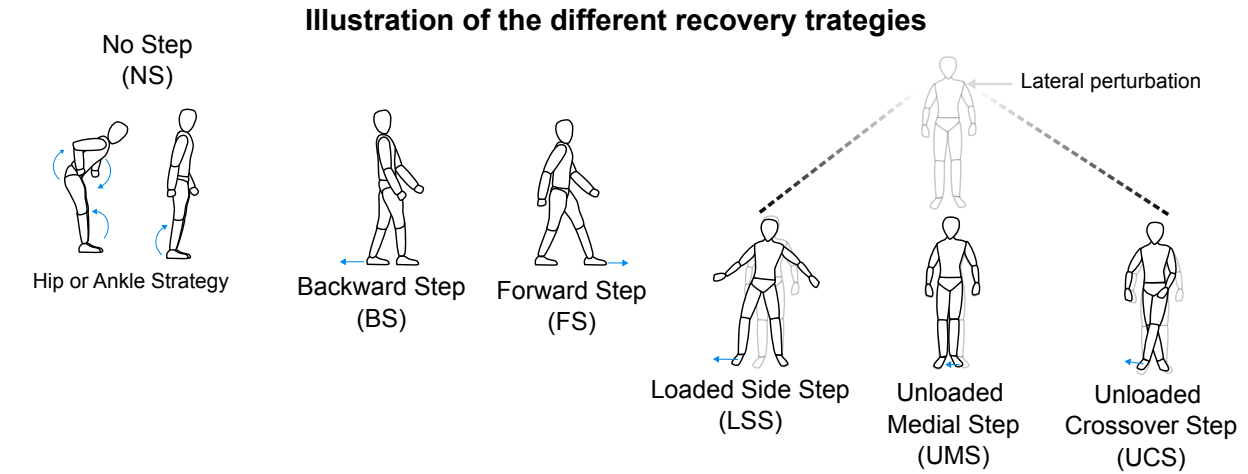 Illustration of the different recovery trategies
No Step
(NS)
Lateral perturbation
Hip or Ankle Strategy
Backward Step
(BS)
Forward Step
(FS)
Loaded Side Step
(LSS)
Unloaded
Medial Step
(UMS)
Unloaded
Crossover Step
(UCS)